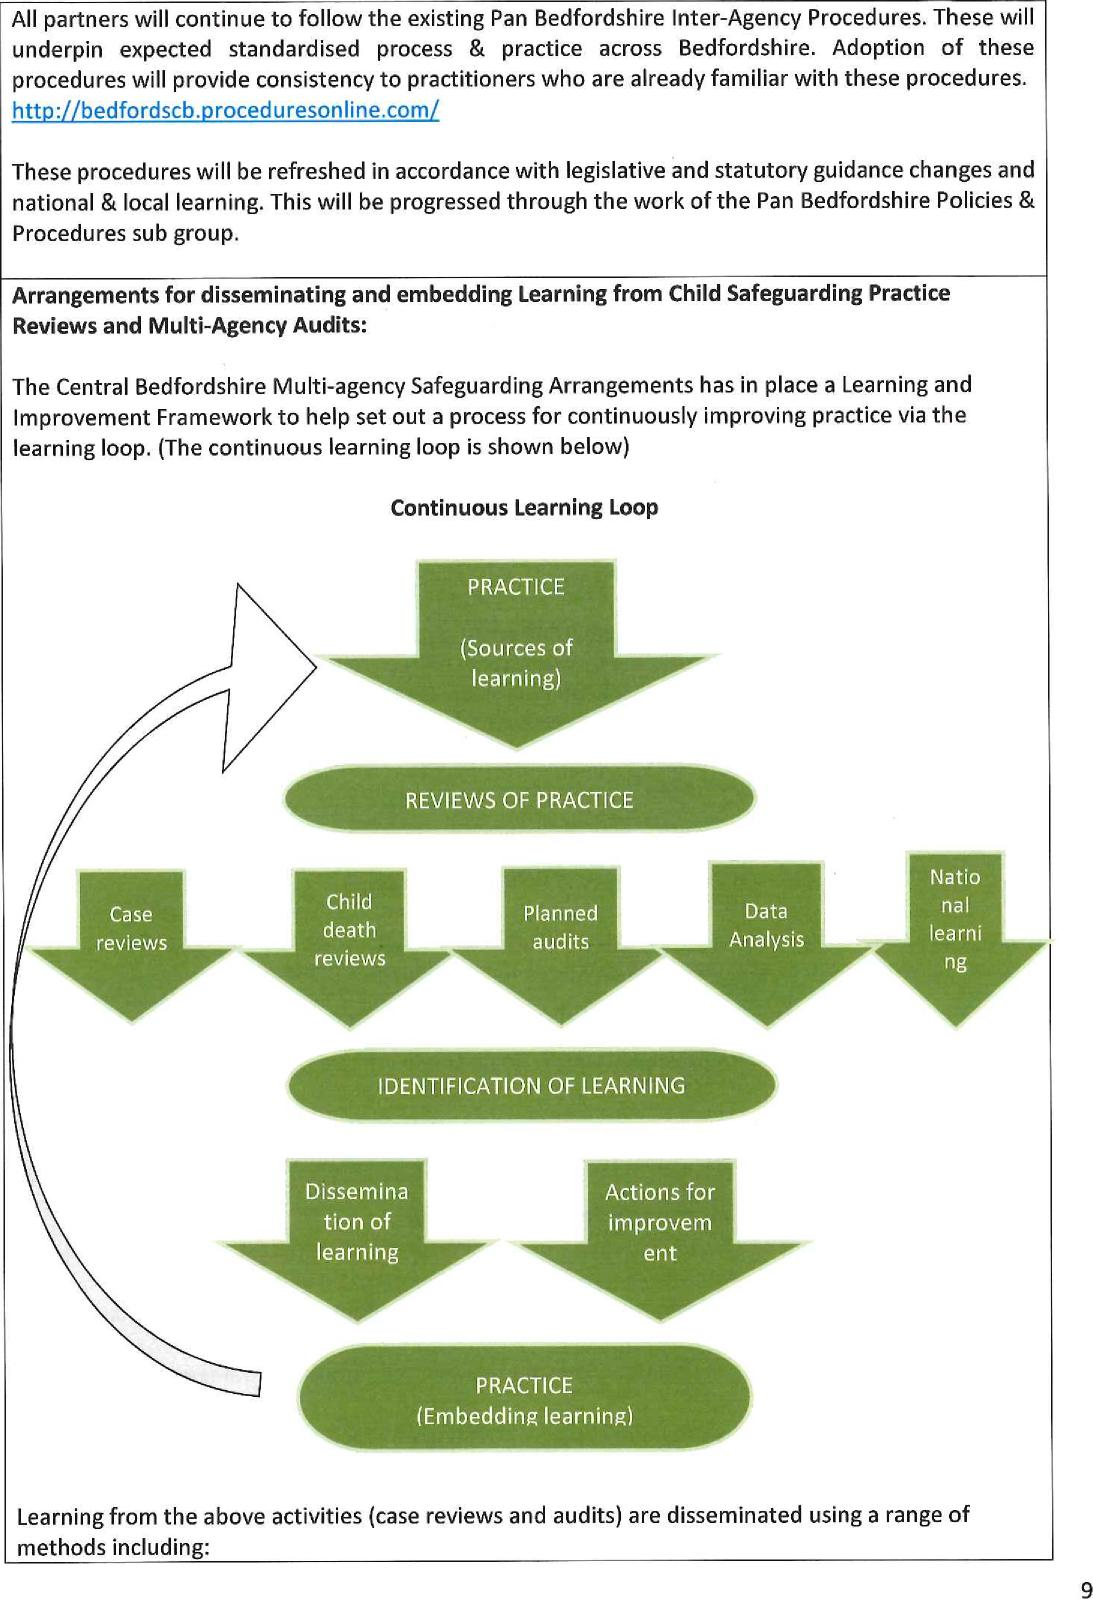 All partners will continue to follow the existing Pan Bedfordshire Inter-Agency Procedures. These will
underpin expected standardised process & practice across Bedfordshire. Adoption of these
procedures will provide consistency to practitioners who are already familiar with these procedures.
http://bedfordscb.proceduresonline.com/
These procedures will be refreshed in accordance with legislative and statutory guidance changes and
national & local learning. This will be progressed through the work of the Pan Bedfordshire Policies &
Procedures sub group.
Arrangements for disseminating and embedding Learning from Child Safeguarding Practice
Reviews and Multi-Agency Audits:
The Central Bedfordshire Multi-agency Safeguarding Arrangements has in place a Learning and
Improvement Framework to help set out a process for continuously improving practice via the
learning loop. (The continuous learning loop is shown below)
Continuous Learning Loop
PRACTICE
(Sources of
learning)
REVIEWS OF PRACTICE
Case
reviews
Child
death
reviews
Planned
audits
Data
Analysis
Natio
nal
learni
ng
IDENTIFICATION OF LEARNING
Dissemina
tion of
learning
Actions for
improvem
ent
PRACTICE
(Embedding learning)
Learning from the above activities (case reviews and audits) are disseminated using a range of
methods including:
9